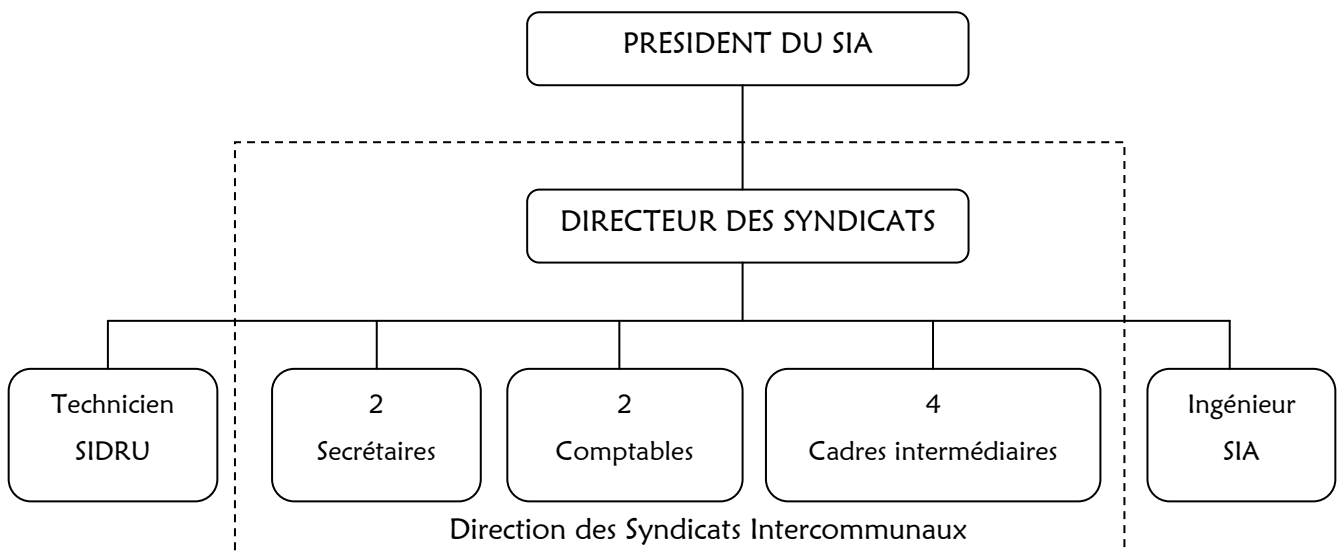 PRESIDENT DU SIA
DIRECTEUR DES SYNDICATS
Technicien
SIDRU
2
Secrétaires
2
Comptables
4
Cadres intermédiaires
Ingénieur
SIA
Direction des Syndicats Intercommunaux